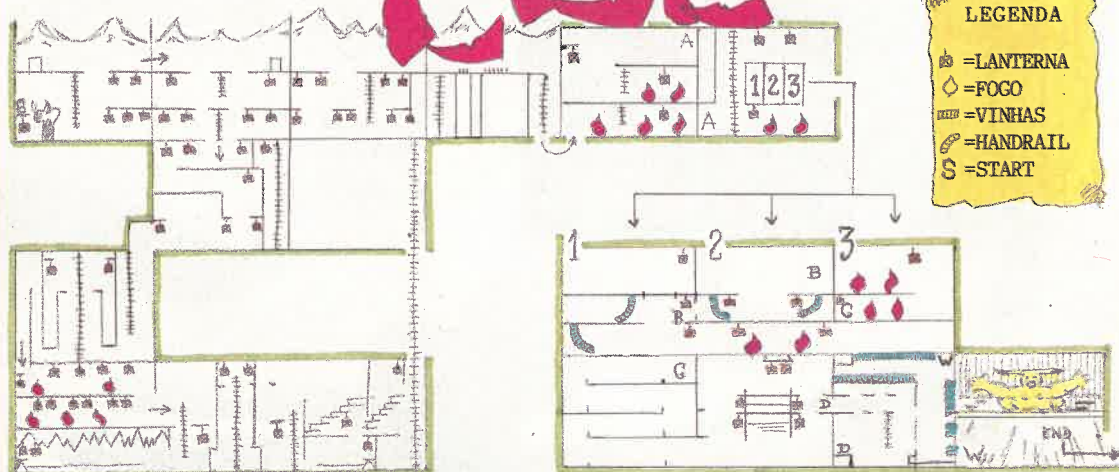 LEGENDA
=LANTERNA
=FOGO
=VINHAS
=HANDRAIL
S =START
A
1 2 3
A
1
2
3
B
B
C
C
D
D
END